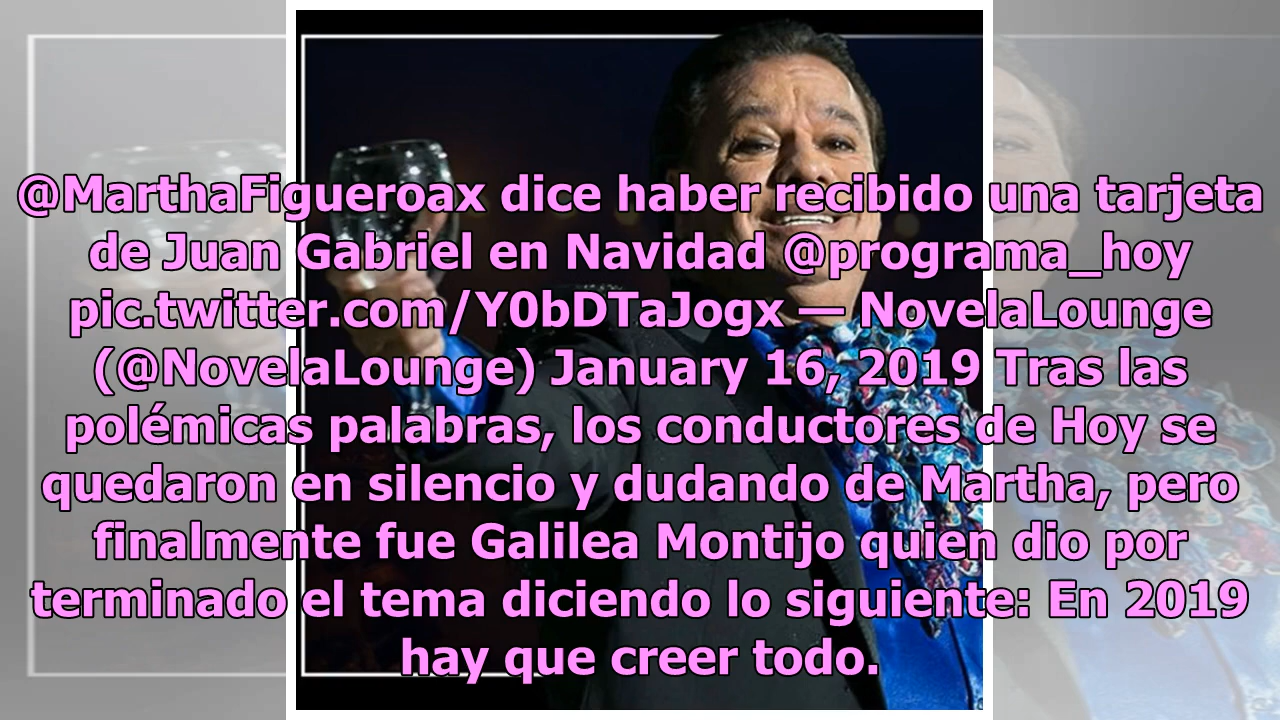 @MarthaFigueroax dice haber recibido una tarjeta
de Juan Gabriel en Navidad @programa_hoy
pic.twitter.com/Y0bDTaJogx — NovelaLounge
(@NovelaLounge) January 16, 2019 Tras las
polémicas palabras, los conductores de Hoy se
quedaron en silencio y dudando de Martha, pero
finalmente fue Galilea Montijo quien dio por
terminado el tema diciendo lo siguiente: En 2019
hay que creer todo.